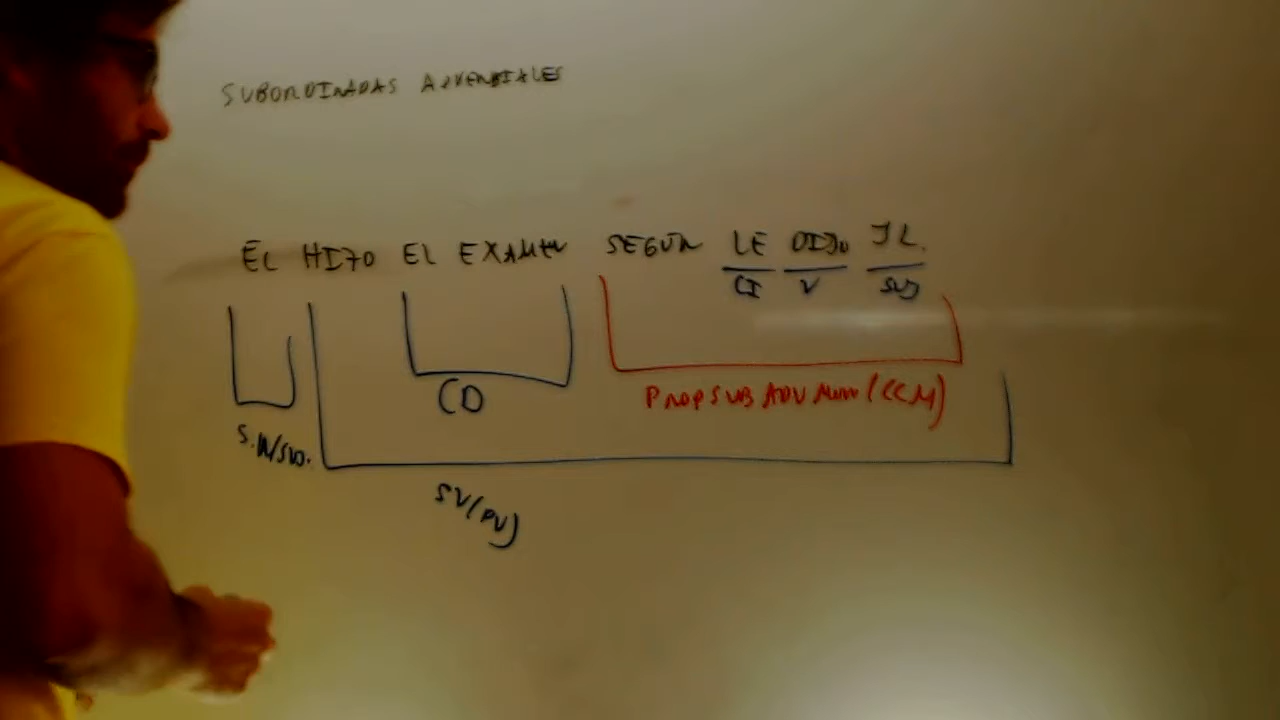 SUBORDINADAS ADVERBIALES
EL HIZO EL EXAMEN SEGÚN LE DIJO JL.
CI V SUJ
CD PROP SUB ADV MOD (CCM)
S.N/SUJ.
SV(PV)